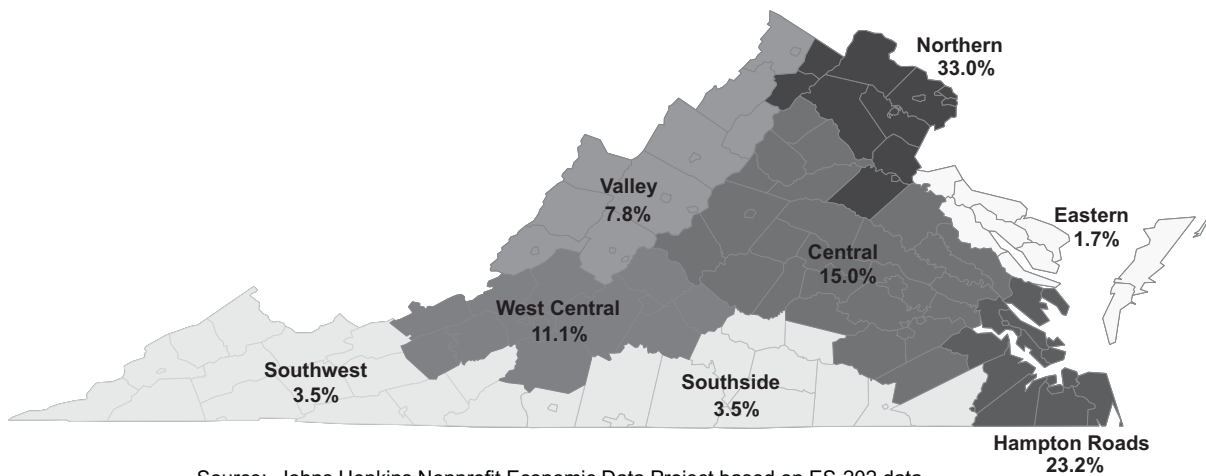 Northern
33.0%
Valley
7.8%
Eastern
1.7%
Central
15.0%
West Central
11.1%
Southwest
3.5%
Southside
3.5%
Hampton Roads
23.2%
Source: Johns Hopkins Nonprofit Economic Data Project based on ES-202 data